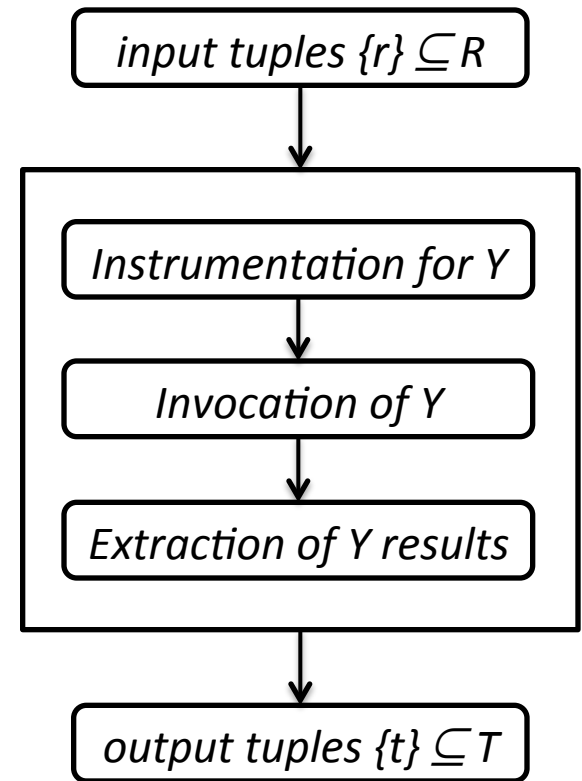 input tuples {r} ⊆ R
Instrumentation for Y
Invocation of Y
Extraction of Y results
output tuples {t} ⊆ T